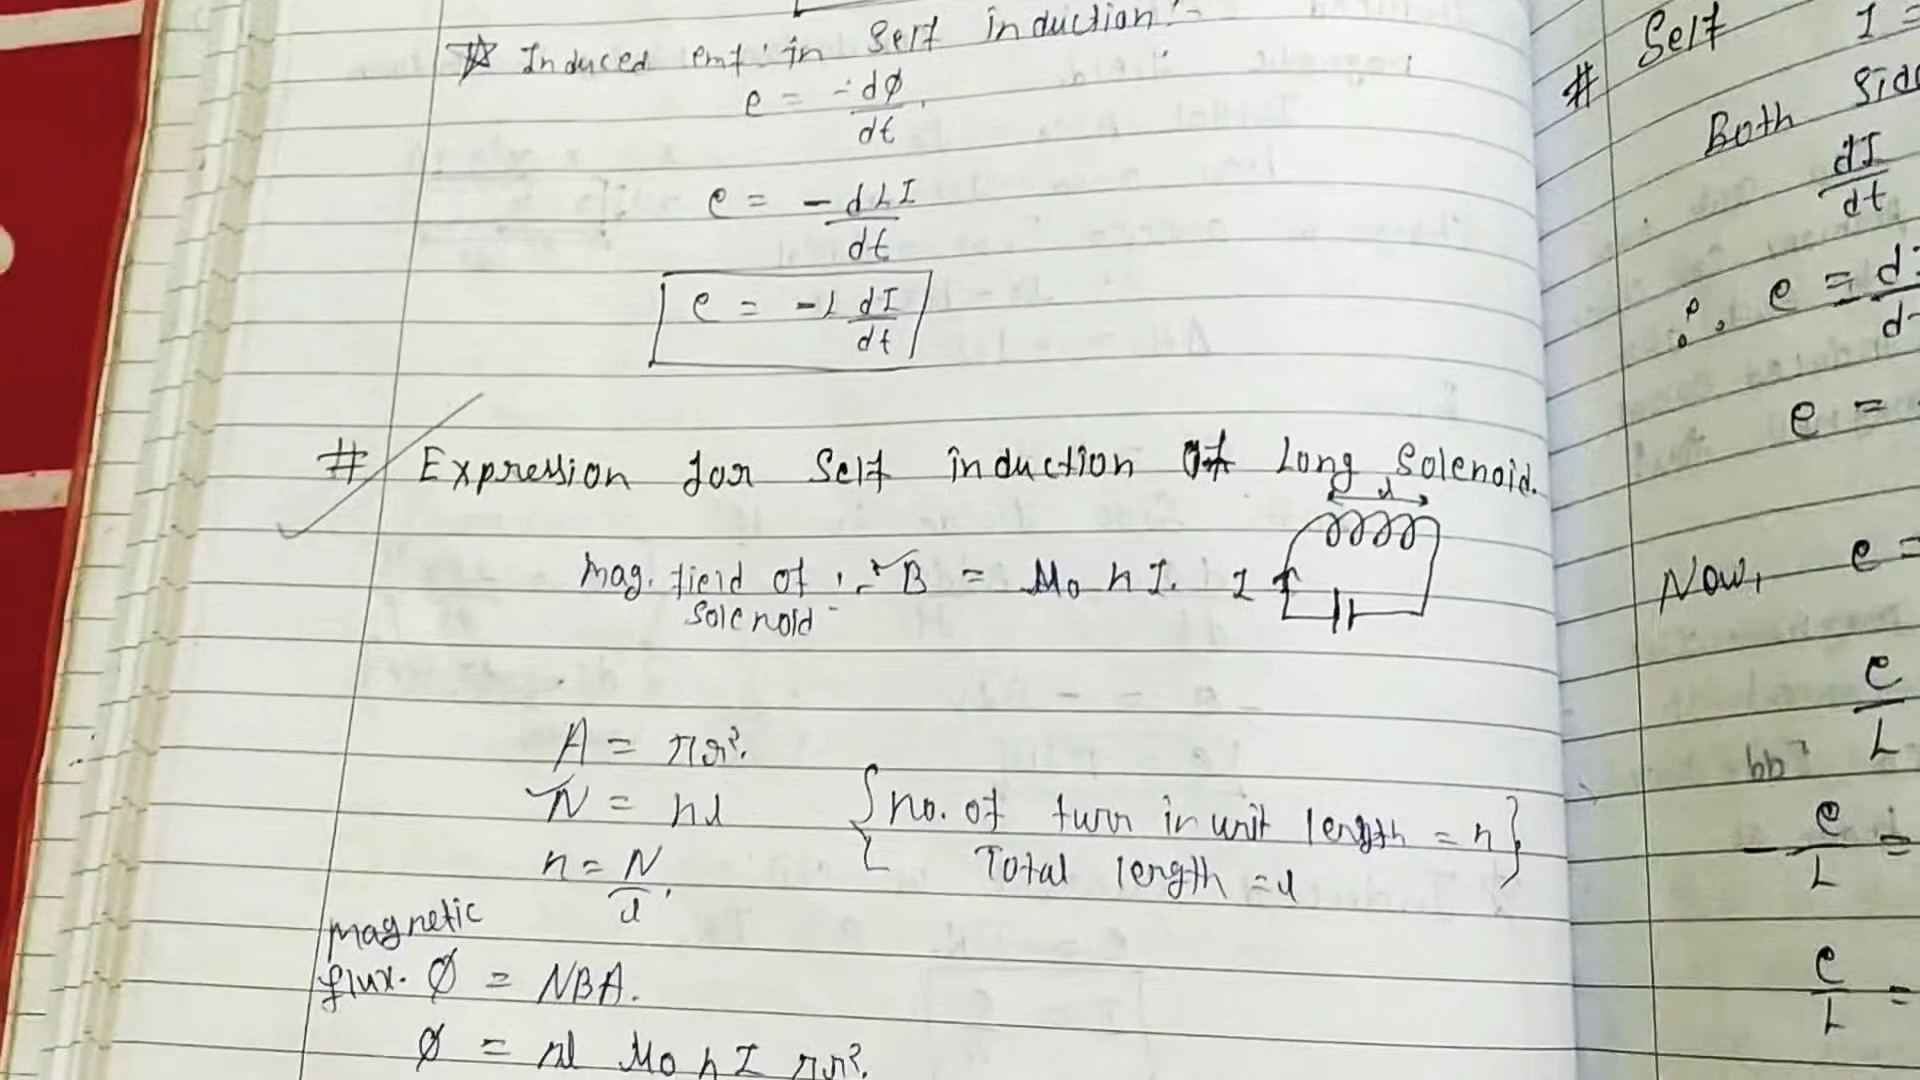 ☆ Induced emf in Self induction :-
e = -dφ/dt
e = - dLI/dt
e = -L dI/dt
# Expression for Self induction of Long Solenoid.
l
Mag. field of solenoid :- B = μ₀ n I. I
A = πr².
N = nl {no. of turn in unit length = n}
n = N/l. Total length = l
magnetic
flux. φ = NBA.
φ = nl μ₀ n I πr².
# Self I =
Both
dI/dt
∴ e =
e =
Now, e =
e/L
-e/L =
e/L =